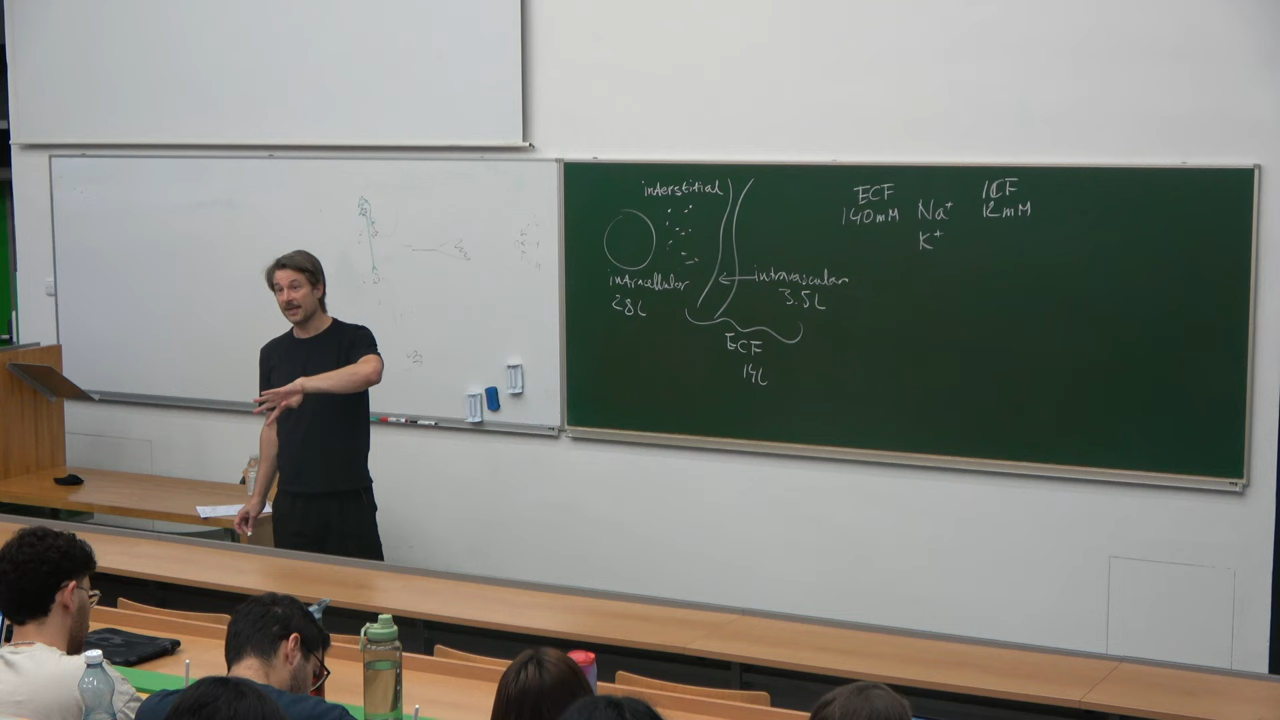 interstitial
intracellular
28L
intravascular
3.5L
ECF
14L
ECF ICF
140mM Na⁺ 12mM
K⁺